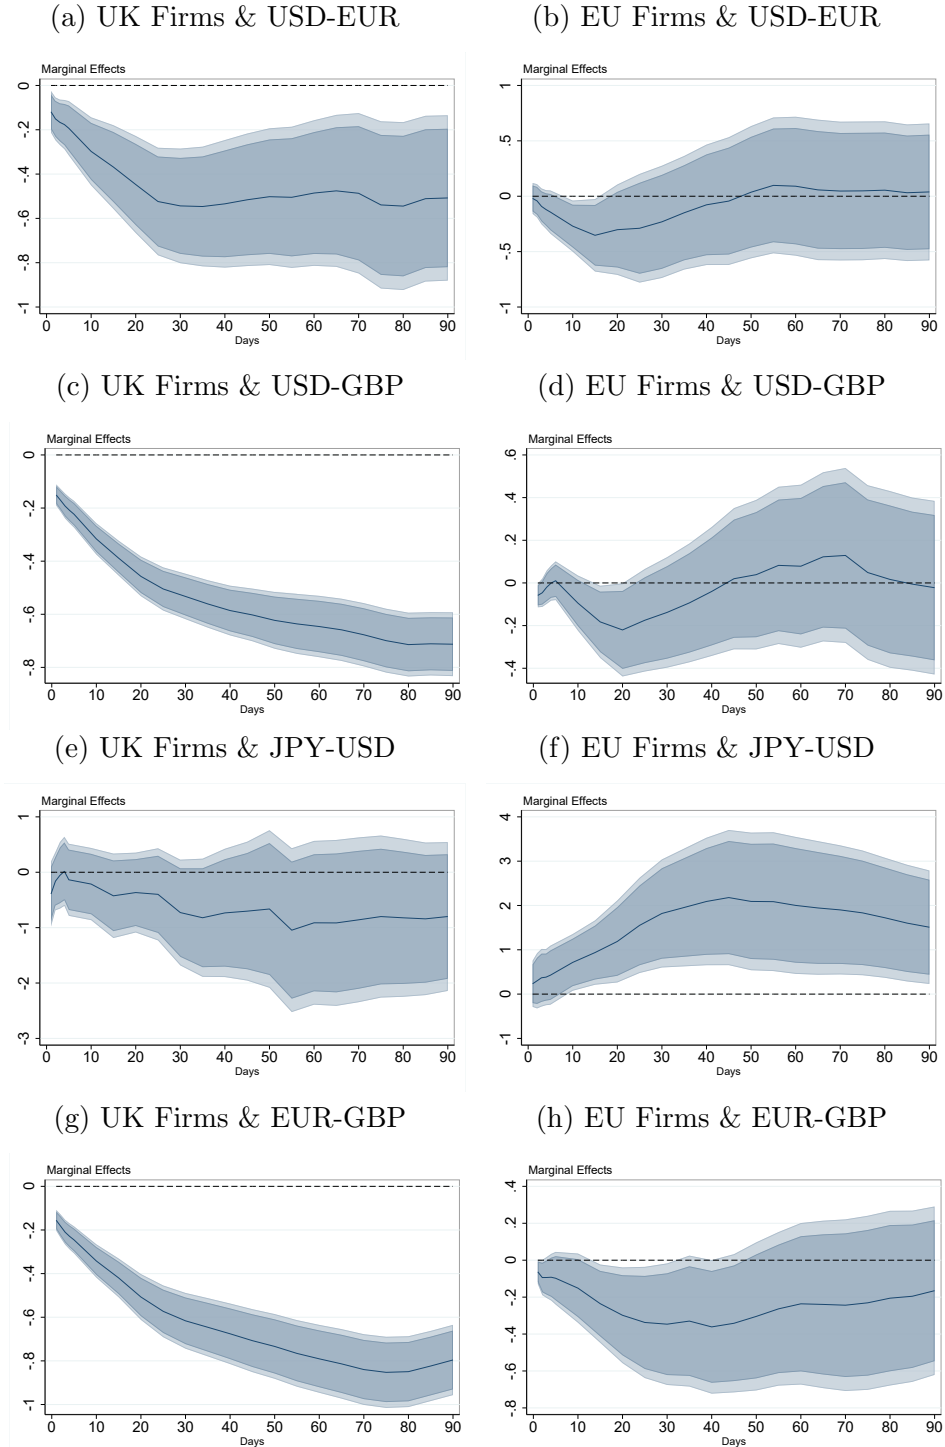 (a) UK Firms & USD-EUR
(b) EU Firms & USD-EUR
Marginal Effects
0
-.2
-.4
-.6
-.8
-1
0 10 20 30 40 50 60 70 80 90
Days
Marginal Effects
1
.5
0
-.5
-1
0 10 20 30 40 50 60 70 80 90
Days
(c) UK Firms & USD-GBP
(d) EU Firms & USD-GBP
Marginal Effects
0
-.2
-.4
-.6
-.8
0 10 20 30 40 50 60 70 80 90
Days
Marginal Effects
.6
.4
.2
0
-.2
-.4
0 10 20 30 40 50 60 70 80 90
Days
(e) UK Firms & JPY-USD
(f) EU Firms & JPY-USD
Marginal Effects
1
0
-1
-2
-3
0 10 20 30 40 50 60 70 80 90
Days
Marginal Effects
4
3
2
1
0
-1
0 10 20 30 40 50 60 70 80 90
Days
(g) UK Firms & EUR-GBP
(h) EU Firms & EUR-GBP
Marginal Effects
0
-.2
-.4
-.6
-.8
-1
0 10 20 30 40 50 60 70 80 90
Days
Marginal Effects
.4
.2
0
-.2
-.4
-.6
-.8
0 10 20 30 40 50 60 70 80 90
Days